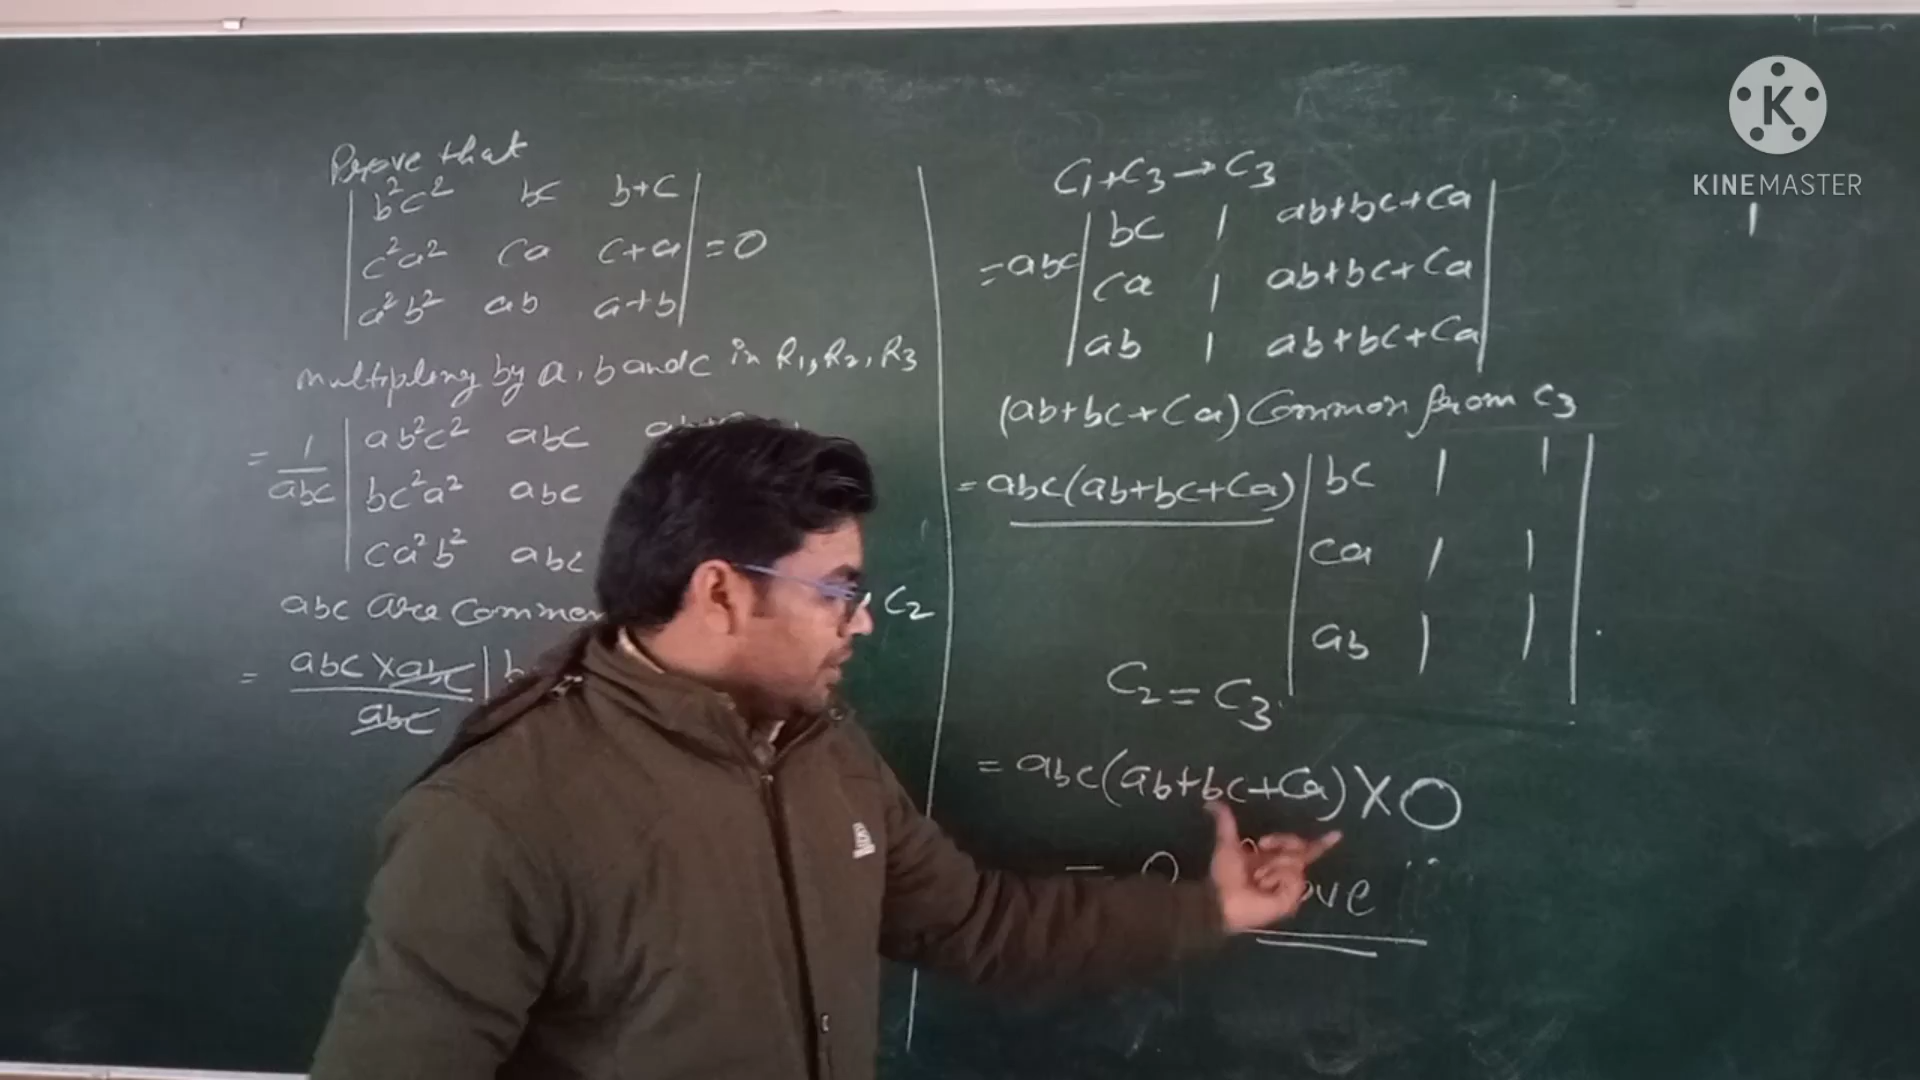 Prove that
| b²c² bc b+c |
| c²a² ca c+a | = 0
| a²b² ab a+b |
multipling by a, b and c in R₁, R₂, R₃
= 1/abc | ab²c² abc
| bc²a² abc
| ca²b² abc
abc are common C₂
= abc X abc / abc |
C₁+C₃→C₃
= abc | bc 1 ab+bc+ca |
| ca 1 ab+bc+ca |
| ab 1 ab+bc+ca |
(ab+bc+ca) Common from C₃
= abc(ab+bc+ca) | bc 1 1 |
| ca 1 1 |
| ab 1 1 |
C₂ = C₃
= abc(ab+bc+ca) X 0
= 0
1
K
KINEMASTER